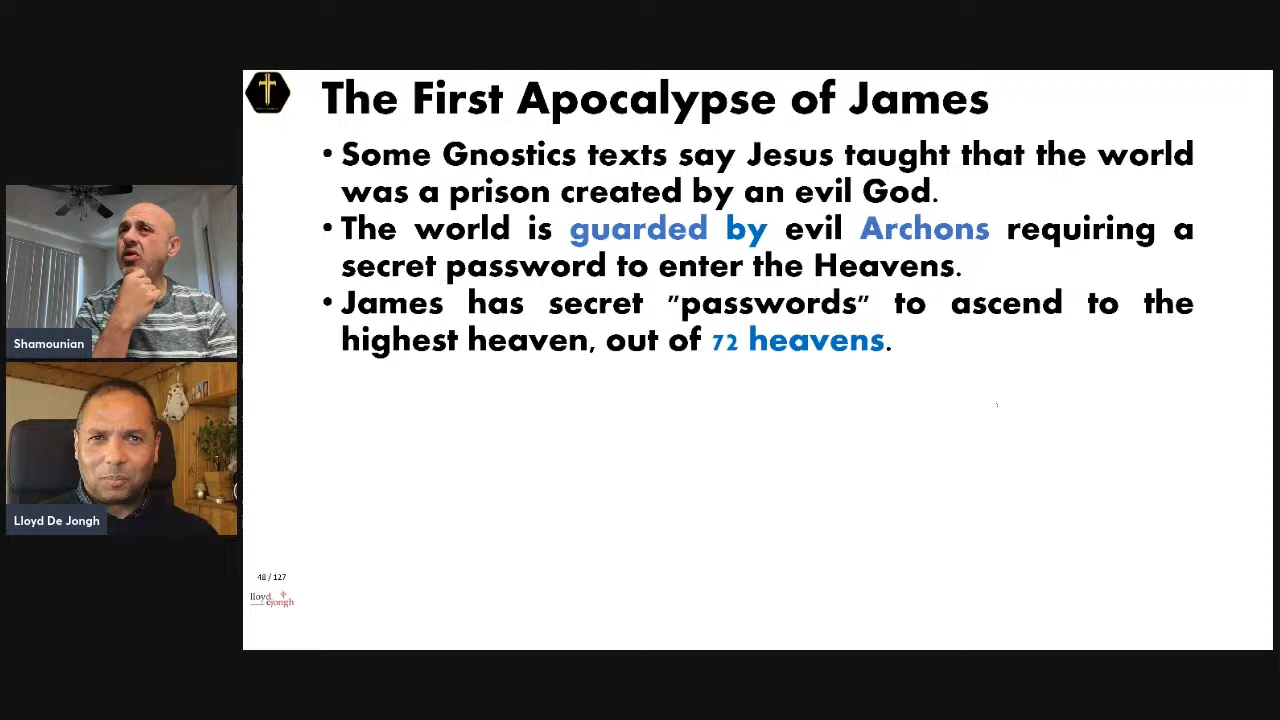 The First Apocalypse of James
• Some Gnostics texts say Jesus taught that the world
was a prison created by an evil God.
• The world is guarded by evil Archons requiring a
secret password to enter the Heavens.
• James has secret "passwords" to ascend to the
highest heaven, out of 72 heavens.
Shamounian
Lloyd De Jongh
48 / 127
lloyd
ejongh